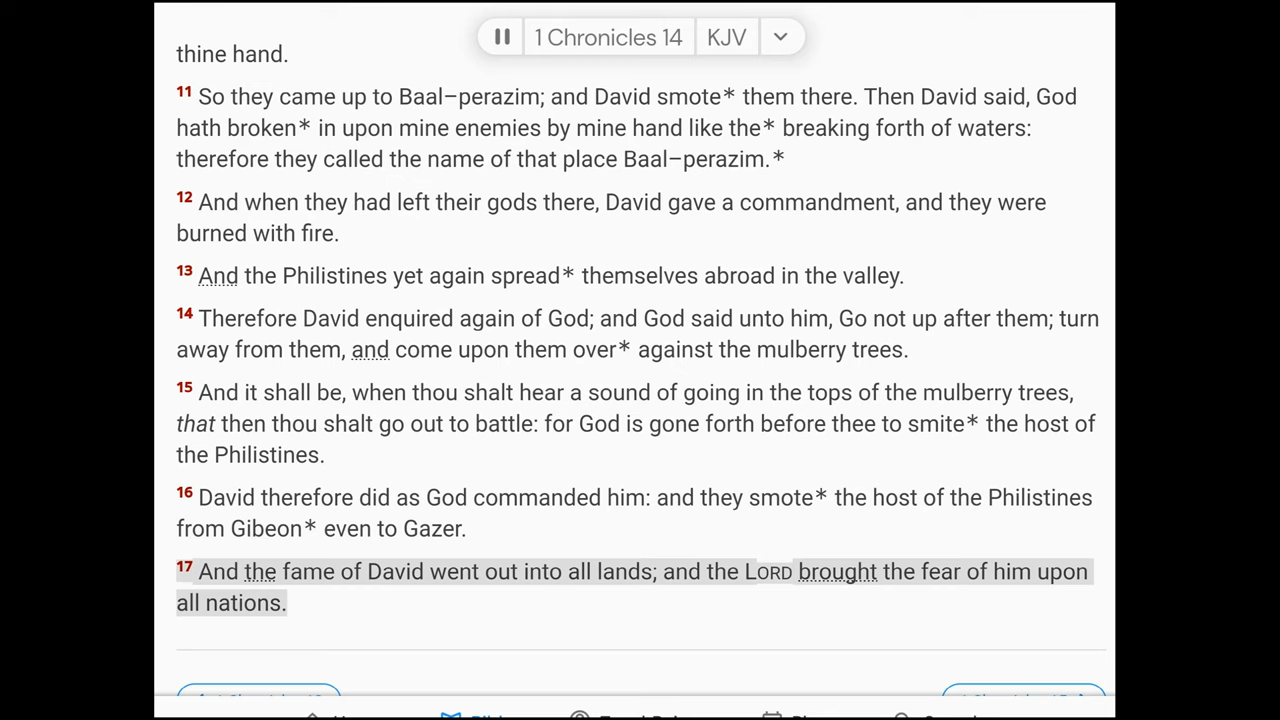 1 Chronicles 14 KJV
thine hand.
11 So they came up to Baal–perazim; and David smote* them there. Then David said, God
hath broken* in upon mine enemies by mine hand like the* breaking forth of waters:
therefore they called the name of that place Baal–perazim.*
12 And when they had left their gods there, David gave a commandment, and they were
burned with fire.
13 And the Philistines yet again spread* themselves abroad in the valley.
14 Therefore David enquired again of God; and God said unto him, Go not up after them; turn
away from them, and come upon them over* against the mulberry trees.
15 And it shall be, when thou shalt hear a sound of going in the tops of the mulberry trees,
that then thou shalt go out to battle: for God is gone forth before thee to smite* the host of
the Philistines.
16 David therefore did as God commanded him: and they smote* the host of the Philistines
from Gibeon* even to Gazer.
17 And the fame of David went out into all lands; and the LORD brought the fear of him upon
all nations.